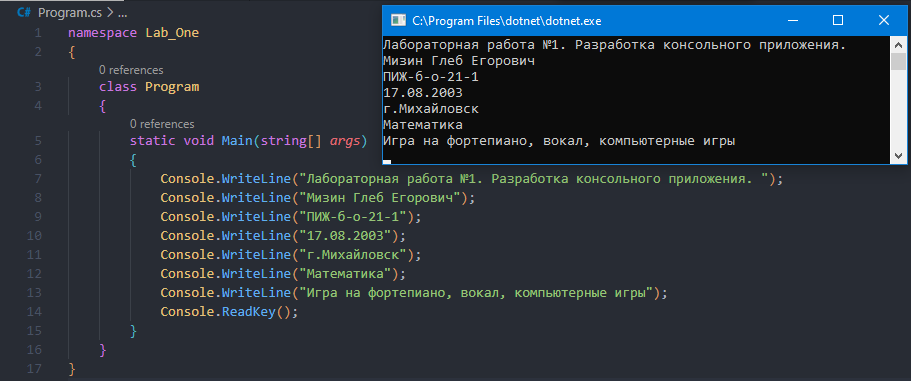 C# Program.cs > ...
1 namespace Lab_One
2 {
0 references
3 class Program
4 {
0 references
5 static void Main(string[] args)
6 {
7 Console.WriteLine("Лабораторная работа №1. Разработка консольного приложения. ");
8 Console.WriteLine("Мизин Глеб Егорович");
9 Console.WriteLine("ПИЖ-б-о-21-1");
10 Console.WriteLine("17.08.2003");
11 Console.WriteLine("г.Михайловск");
12 Console.WriteLine("Математика");
13 Console.WriteLine("Игра на фортепиано, вокал, компьютерные игры");
14 Console.ReadKey();
15 }
16 }
17 }
C:\Program Files\dotnet\dotnet.exe
Лабораторная работа №1. Разработка консольного приложения.
Мизин Глеб Егорович
ПИЖ-б-о-21-1
17.08.2003
г.Михайловск
Математика
Игра на фортепиано, вокал, компьютерные игры